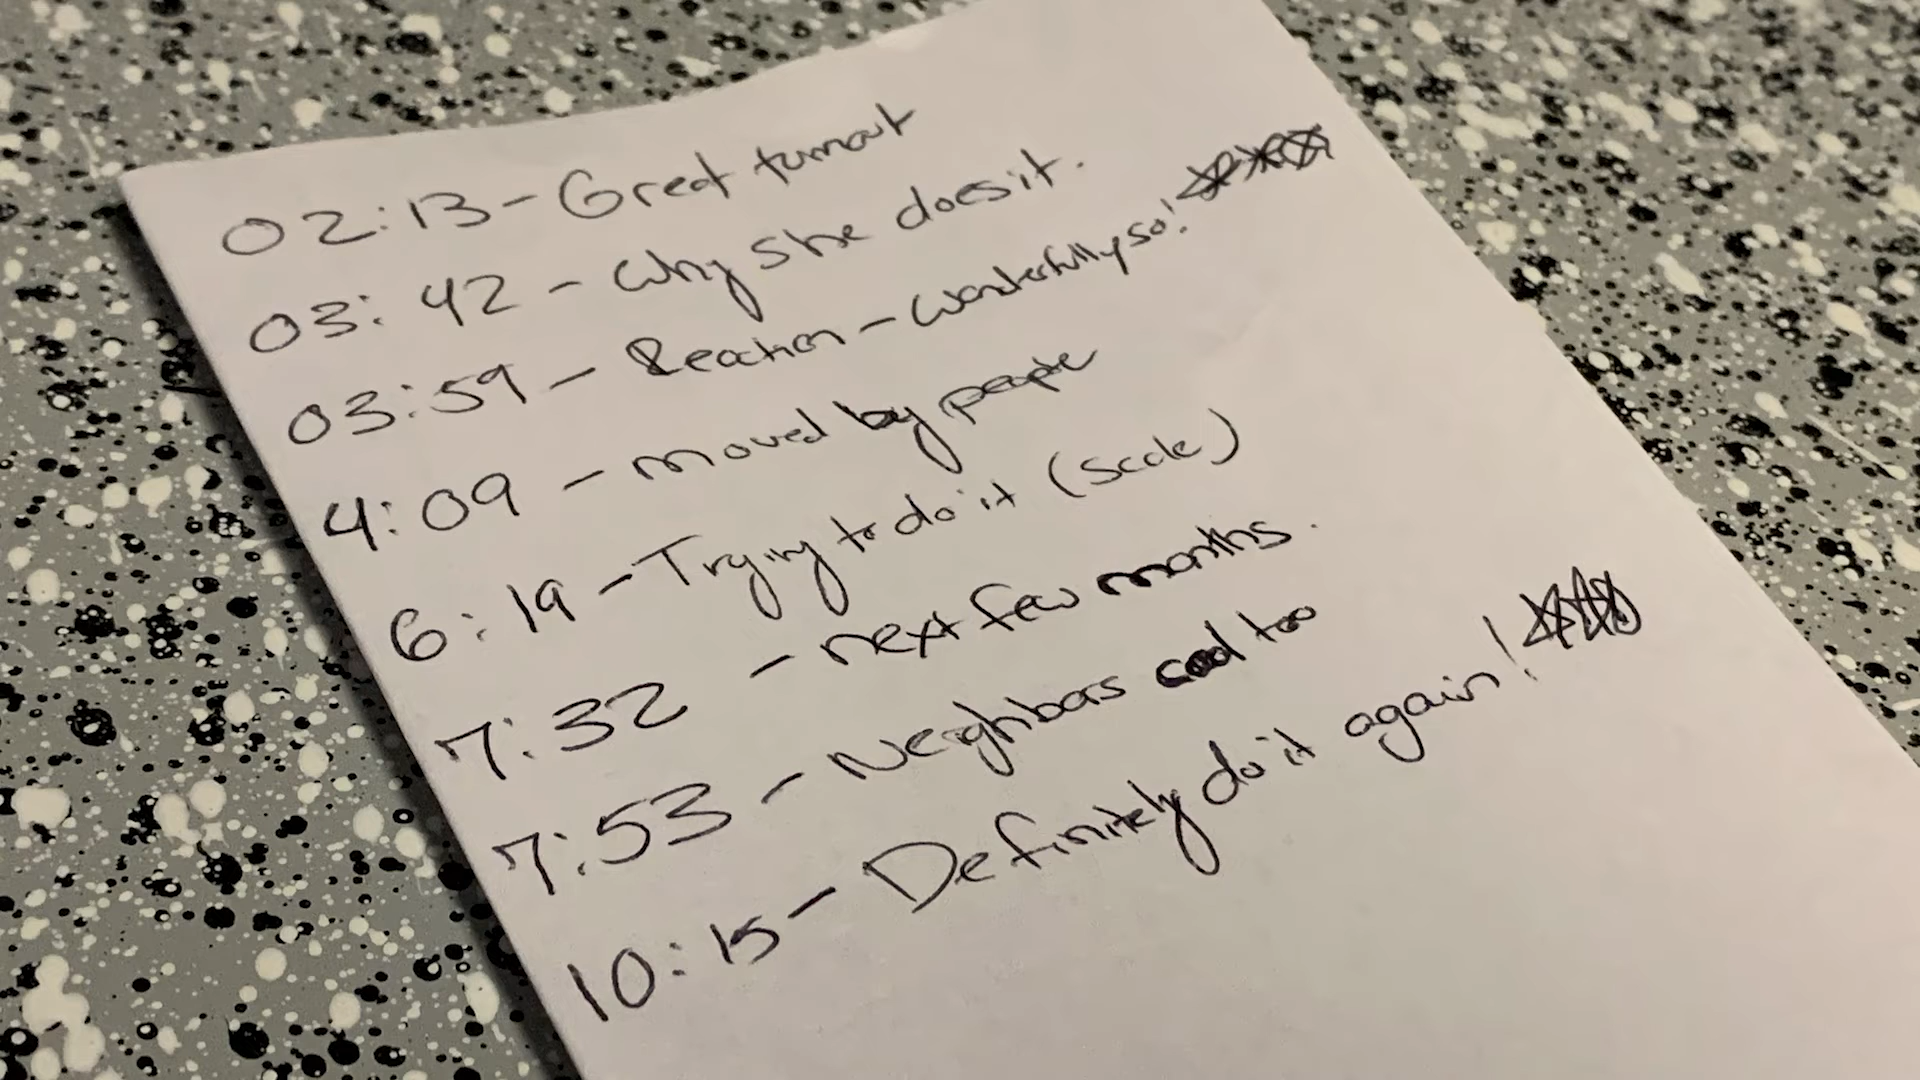 02:13 - Great turnout
03:42 - Why she does it.
03:59 - Reaction - wonderfully so!
4:09 - moved by people
6:19 - Trying to do it (scale)
7:32 - next few months.
7:53 - Neighbors too
10:15 - Definitely do it again!